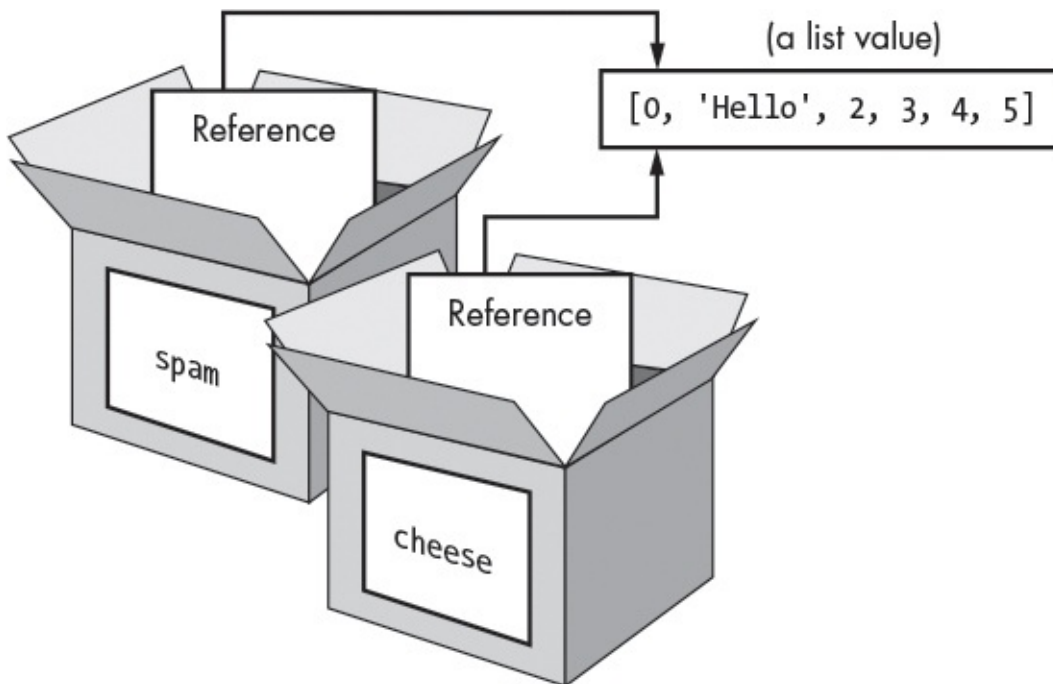 (a list value)
[0, 'Hello', 2, 3, 4, 5]
Reference
spam
Reference
cheese